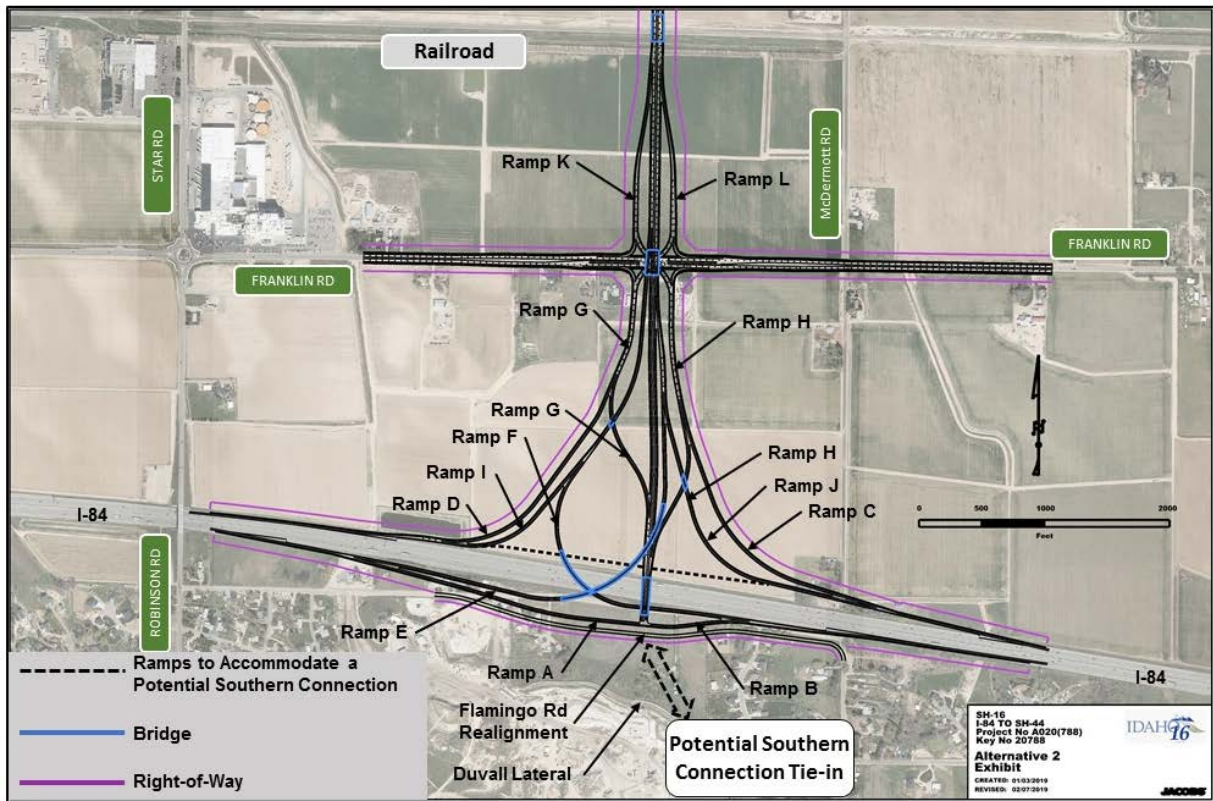 Railroad
STAR RD
McDermott RD
Ramp K
Ramp L
FRANKLIN RD
FRANKLIN RD
Ramp G
Ramp H
Ramp G
Ramp F
Ramp H
Ramp I
Ramp J
Ramp D
Ramp C
0 500 1000 2000
Feet
I-84
ROBINSON RD
Ramp E
Ramp A
Ramp B
I-84
Flamingo Rd
Realignment
Duvall Lateral
Potential Southern
Connection Tie-in
Ramps to Accommodate a
Potential Southern Connection
Bridge
Right-of-Way
SH-16
I-84 TO SH-44
Project No A020(788)
Key No 20788
Alternative 2
Exhibit
CREATED: 01/03/2019
REVISED: 02/07/2019
IDAHO
16
JACOBS